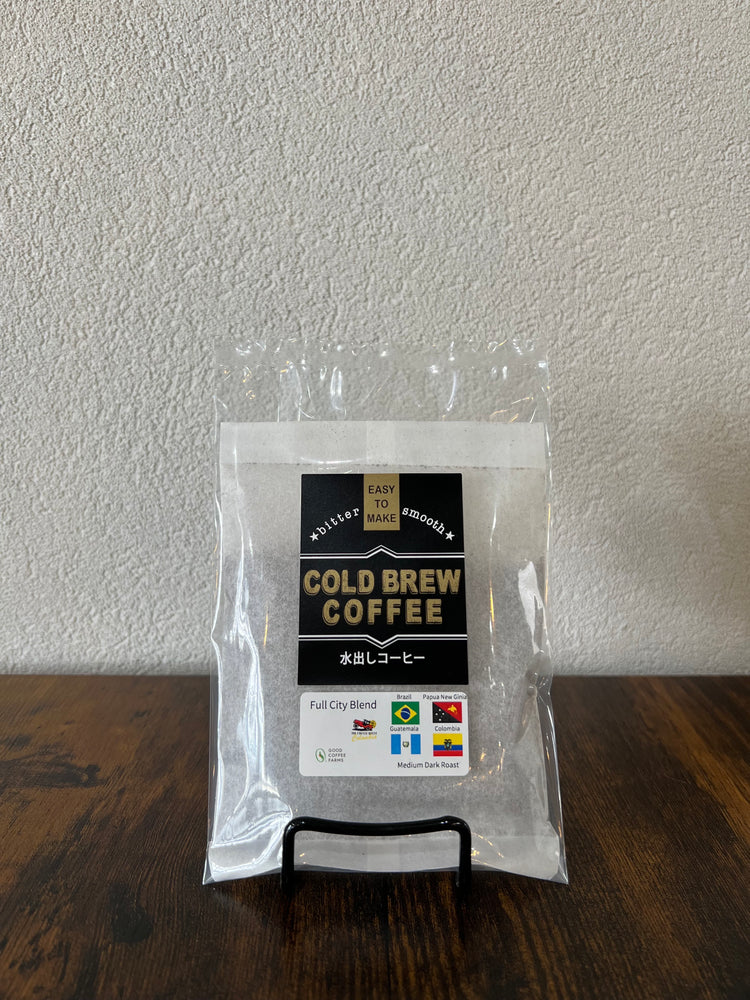 EASY
TO
MAKE
★bitter smooth★
COLD BREW
COFFEE
水出しコーヒー
Full City Blend
Brazil Papua New Ginia
Guatemala Colombia
GOOD
COFFEE
FARMS
Medium Dark Roast